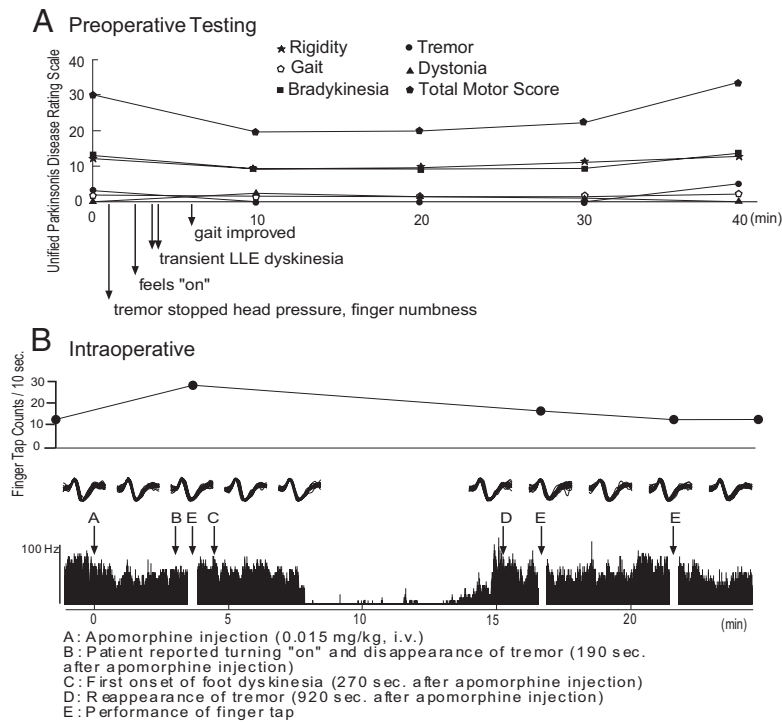 A Preoperative Testing
Rigidity
Tremor
Gait
Dystonia
Bradykinesia
Total Motor Score
Unified Parkinsonis Disease Rating Scale
40
30
20
10
0
0 10 20 30 40 (min)
gait improved
transient LLE dyskinesia
feels "on"
tremor stopped head pressure, finger numbness
B Intraoperative
Finger Tap Counts / 10 sec.
30
20
10
0
A B E C D E E
100 Hz
0 5 10 15 20 (min)
A: Apomorphine injection (0.015 mg/kg, i.v.)
B: Patient reported turning "on" and disappearance of tremor (190 sec.
after apomorphine injection)
C: First onset of foot dyskinesia (270 sec. after apomorphine injection)
D: Reappearance of tremor (920 sec. after apomorphine injection)
E: Performance of finger tap